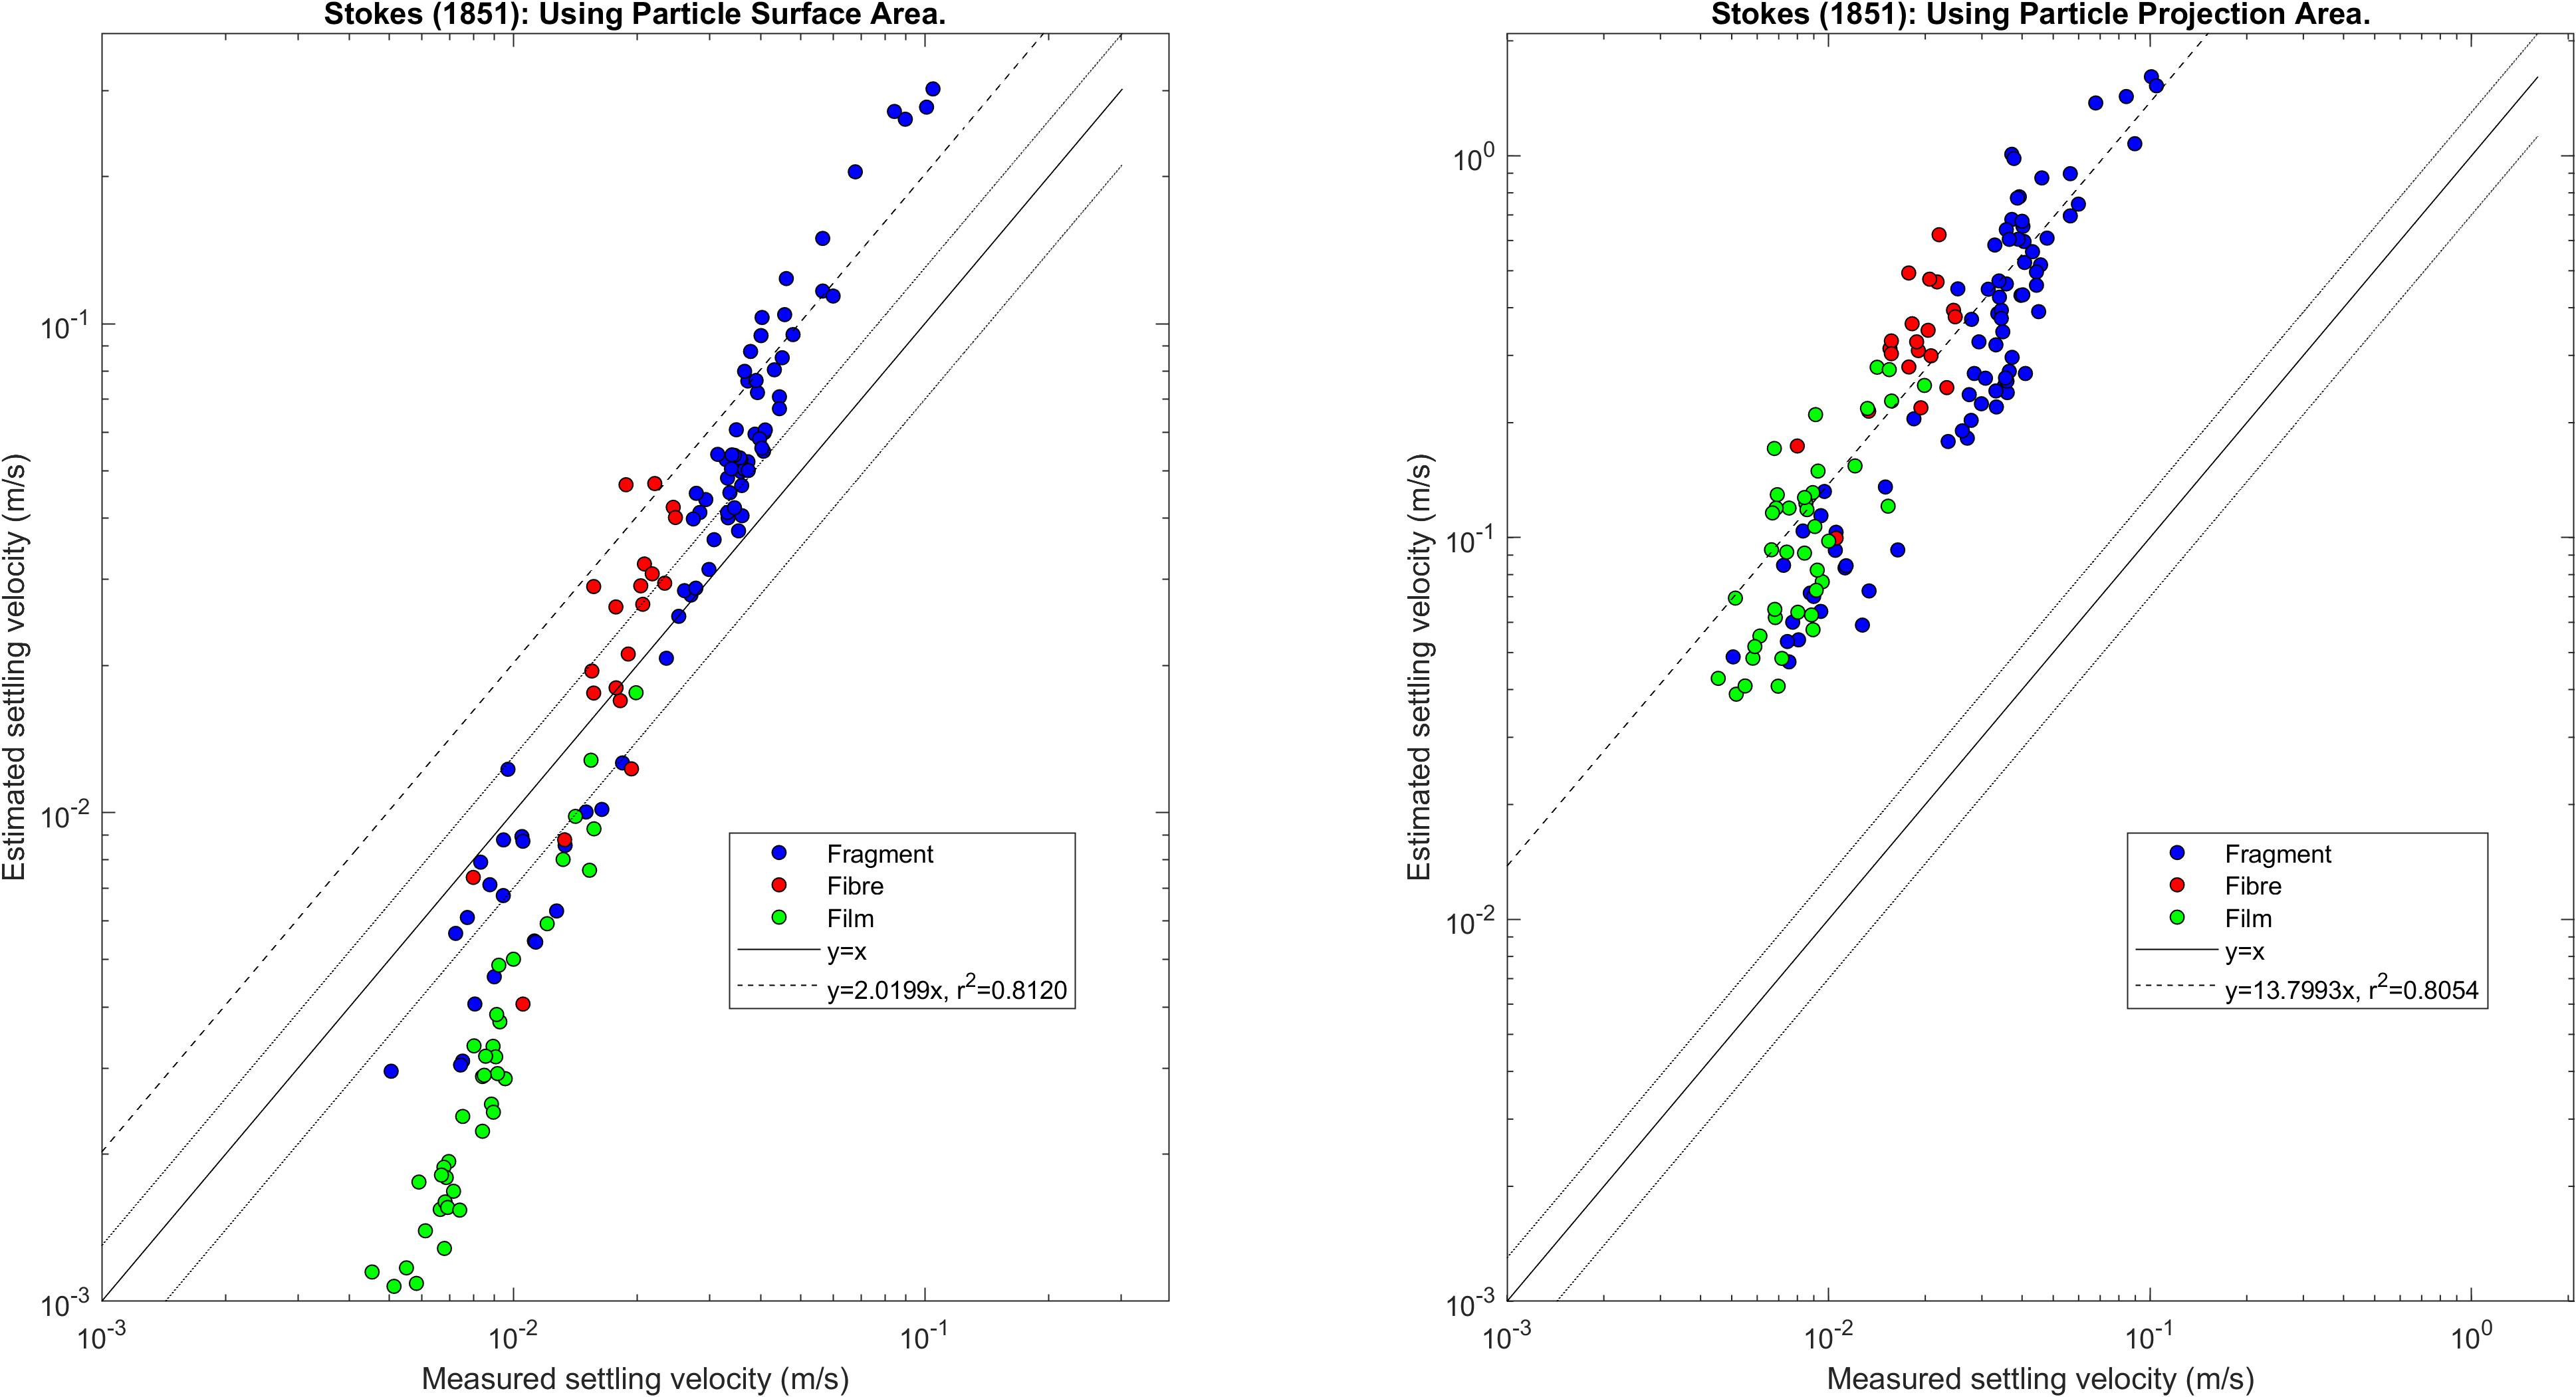 Stokes (1851): Using Particle Surface Area.
Estimated settling velocity (m/s)
10^-1
10^-2
10^-3
Fragment
Fibre
Film
y=x
y=2.0199x, r^2=0.8120
10^-3 10^-2 10^-1
Measured settling velocity (m/s)
Stokes (1851): Using Particle Projection Area.
Estimated settling velocity (m/s)
10^0
10^-1
10^-2
10^-3
Fragment
Fibre
Film
y=x
y=13.7993x, r^2=0.8054
10^-3 10^-2 10^-1 10^0
Measured settling velocity (m/s)